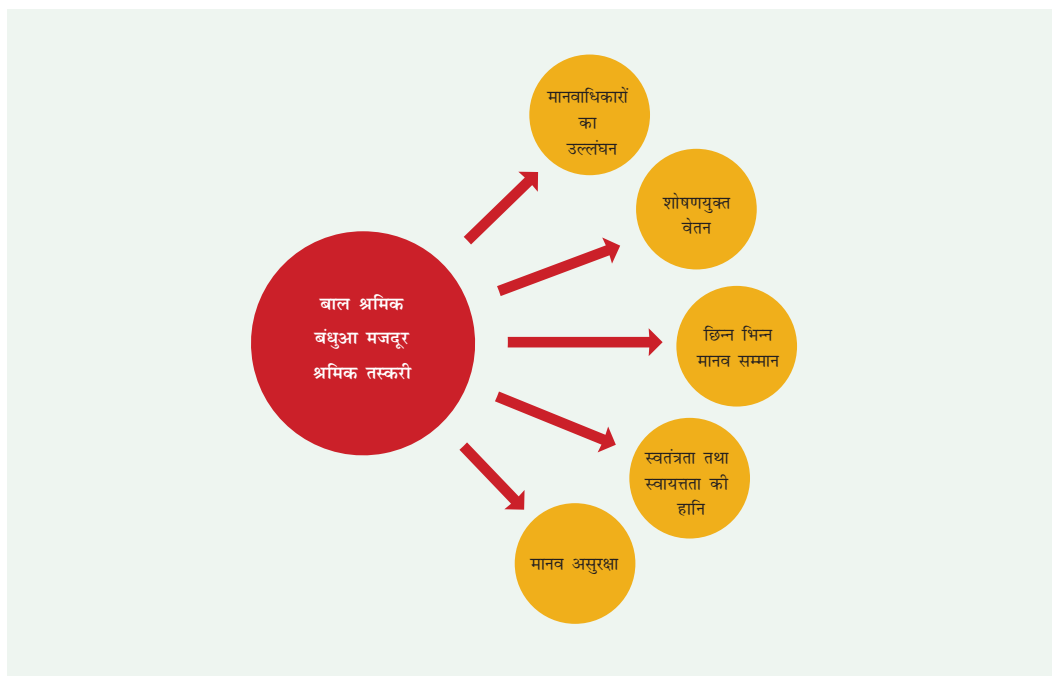 मानवाधिकारों
का
उल्लंघन
शोषणयुक्त
वेतन
बाल श्रमिक
बंधुआ मजदूर
श्रमिक तस्करी
छिन्न भिन्न
मानव सम्मान
स्वतंत्रता तथा
स्वायत्तता की
हानि
मानव असुरक्षा